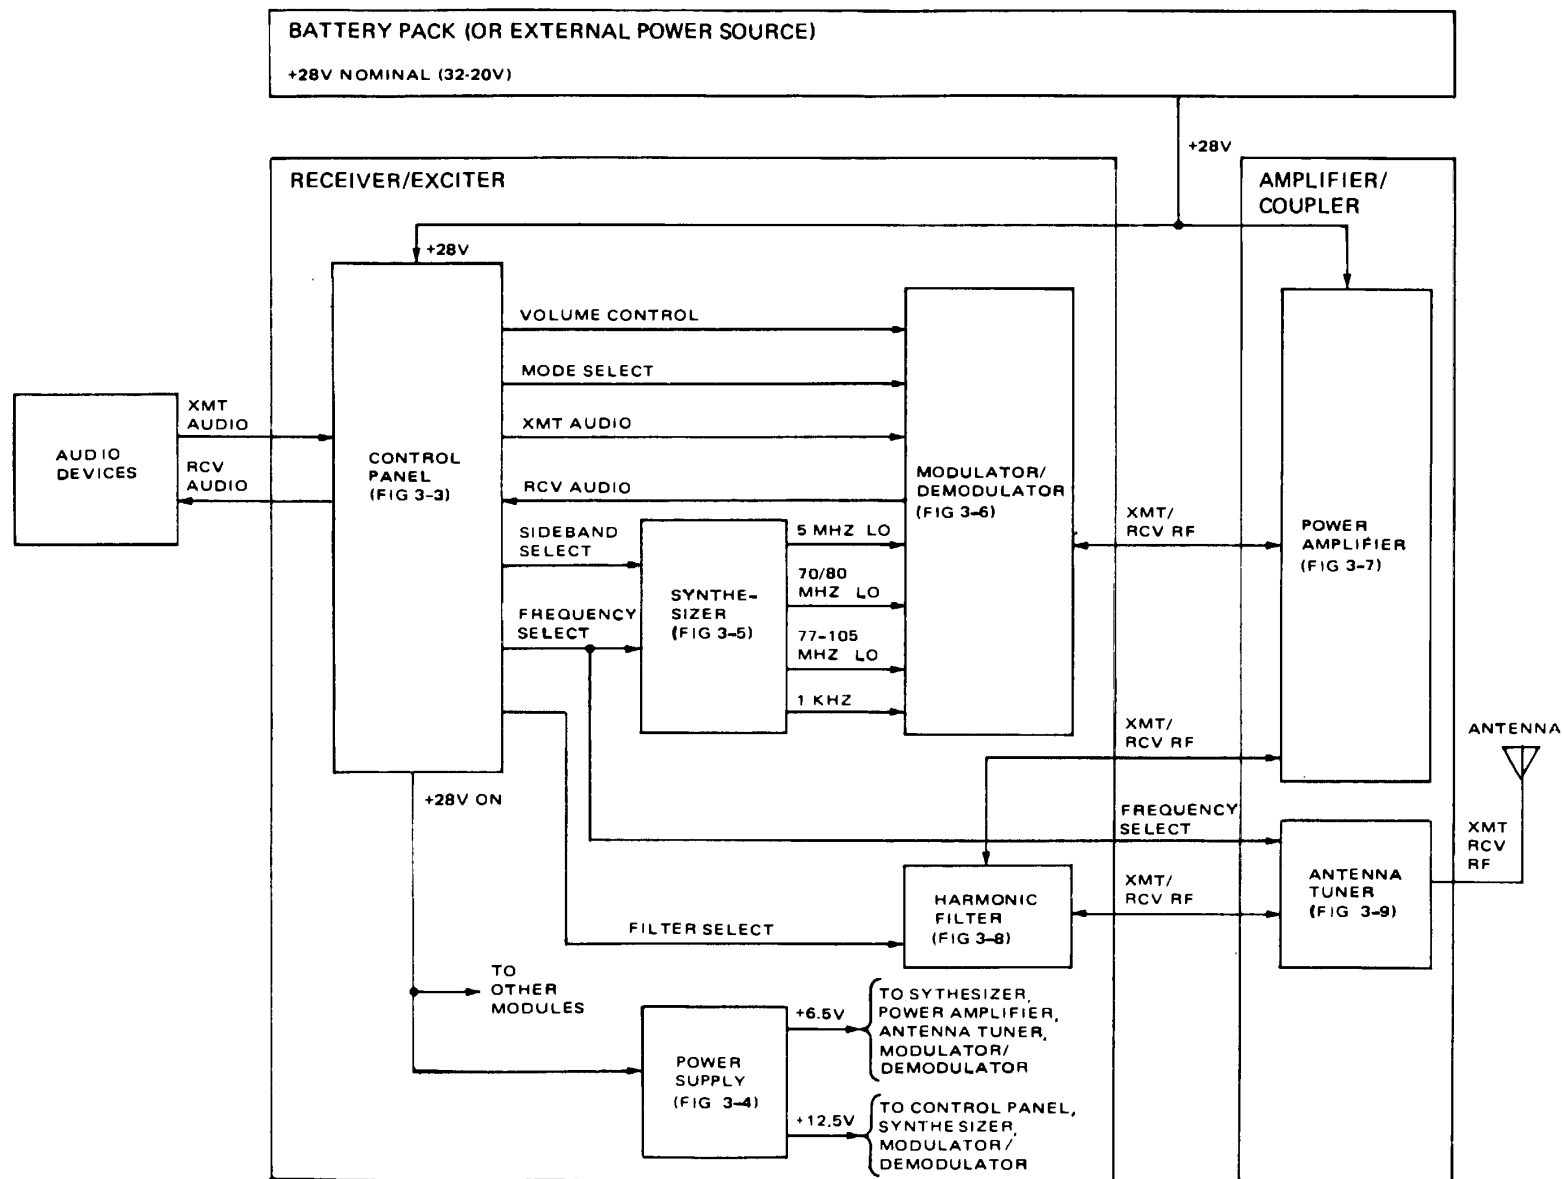 BATTERY PACK (OR EXTERNAL POWER SOURCE)
+28V NOMINAL (32-20V)
+28V
RECEIVER/EXCITER
AMPLIFIER/
COUPLER
+28V
AUDIO
DEVICES
XMT
AUDIO
RCV
AUDIO
CONTROL
PANEL
(FIG 3-3)
VOLUME CONTROL
MODE SELECT
XMT AUDIO
RCV AUDIO
SIDEBAND
SELECT
FREQUENCY
SELECT
SYNTHE-
SIZER
(FIG 3-5)
5 MHZ LO
70/80
MHZ LO
77-105
MHZ LO
1 KHZ
MODULATOR/
DEMODULATOR
(FIG 3-6)
XMT/
RCV RF
POWER
AMPLIFIER
(FIG 3-7)
XMT/
RCV RF
ANTENNA
+28V ON
FREQUENCY
SELECT
XMT
RCV
RF
HARMONIC
FILTER
(FIG 3-8)
XMT/
RCV RF
ANTENNA
TUNER
(FIG 3-9)
FILTER SELECT
TO
OTHER
MODULES
POWER
SUPPLY
(FIG 3-4)
+6.5V
TO SYTHESIZER,
POWER AMPLIFIER,
ANTENNA TUNER,
MODULATOR/
DEMODULATOR
+12.5V
TO CONTROL PANEL,
SYNTHESIZER,
MODULATOR/
DEMODULATOR